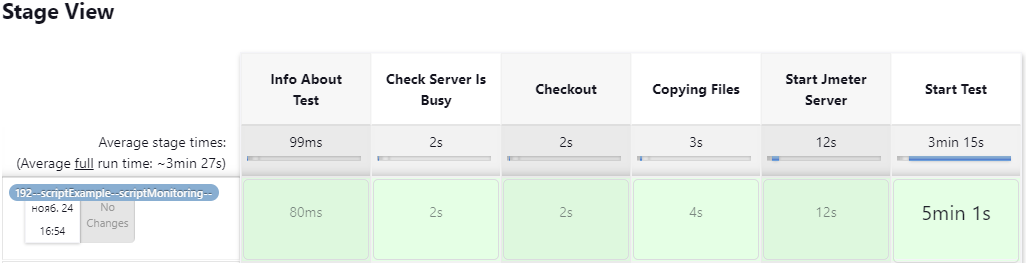 Stage View
Info About
Test
Check Server Is
Busy
Checkout
Copying Files
Start Jmeter
Server
Start Test
Average stage times:
(Average full run time: ~3min 27s)
99ms
2s
2s
3s
12s
3min 15s
192--scriptExample--scriptMonitoring--
нояб. 24
16:54
No
Changes
80ms
2s
2s
4s
12s
5min 1s